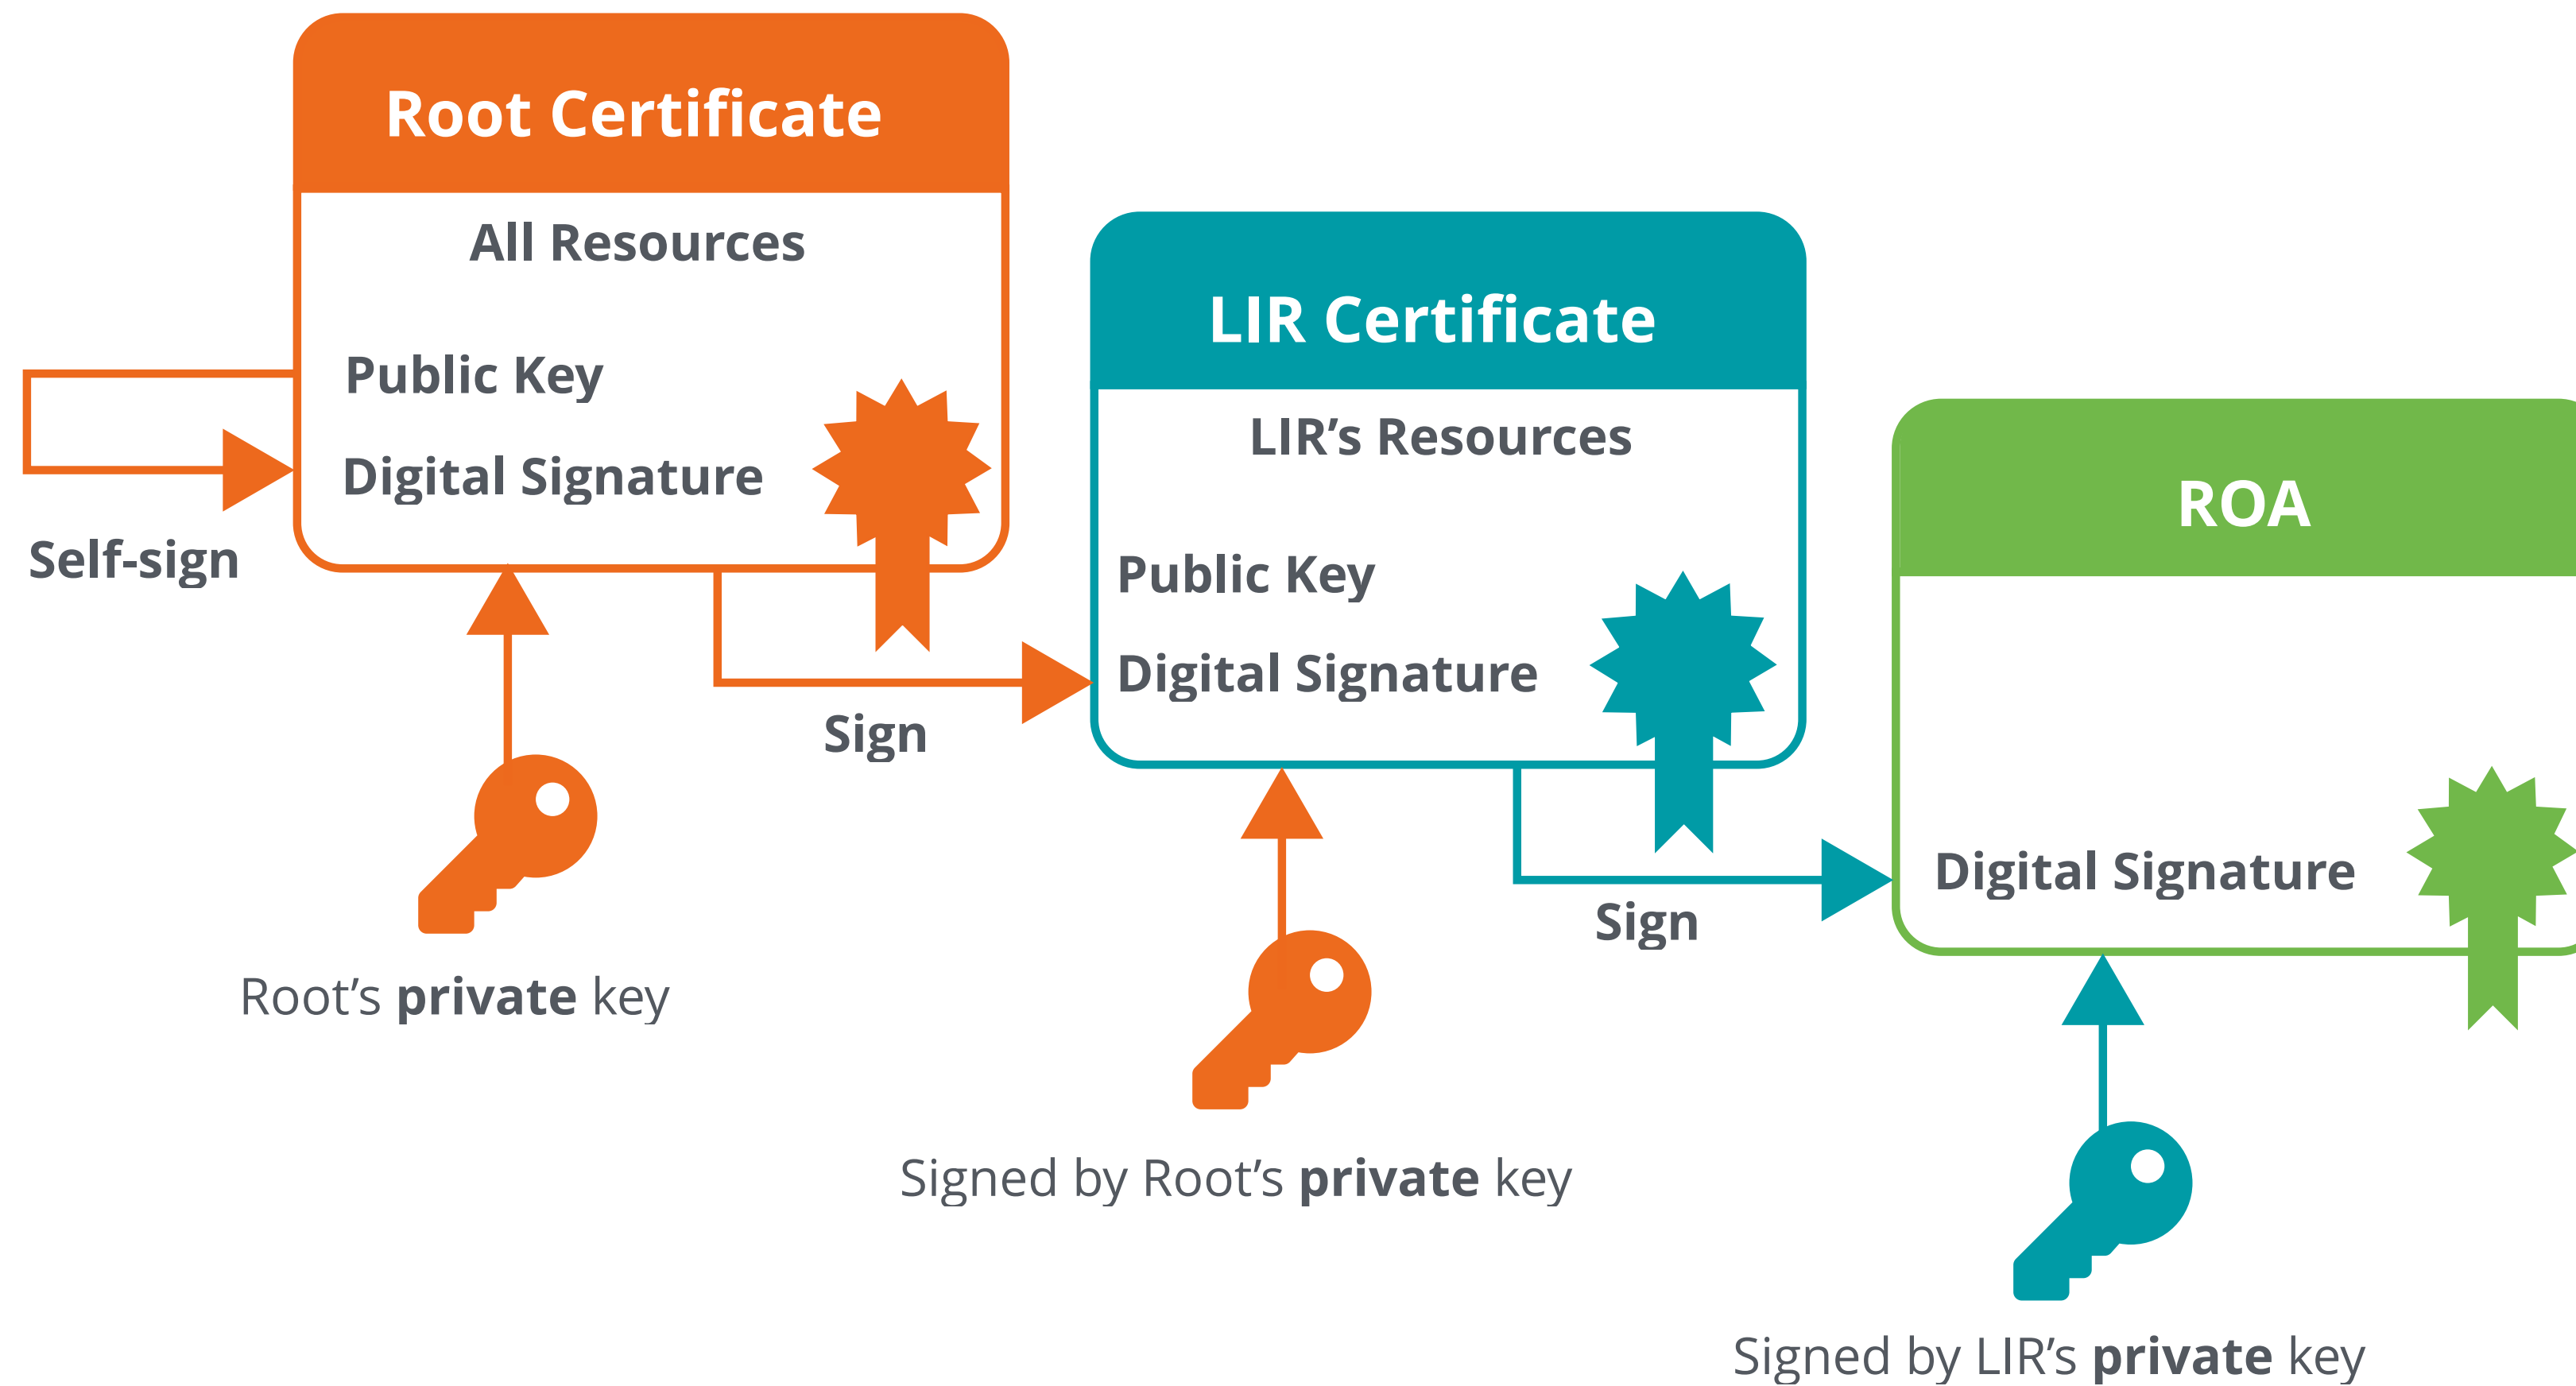 Root Certificate
All Resources
Public Key
Digital Signature
Self-sign
Root’s private key
Sign
LIR Certificate
LIR’s Resources
Public Key
Digital Signature
Signed by Root’s private key
Sign
ROA
Digital Signature
Signed by LIR’s private key